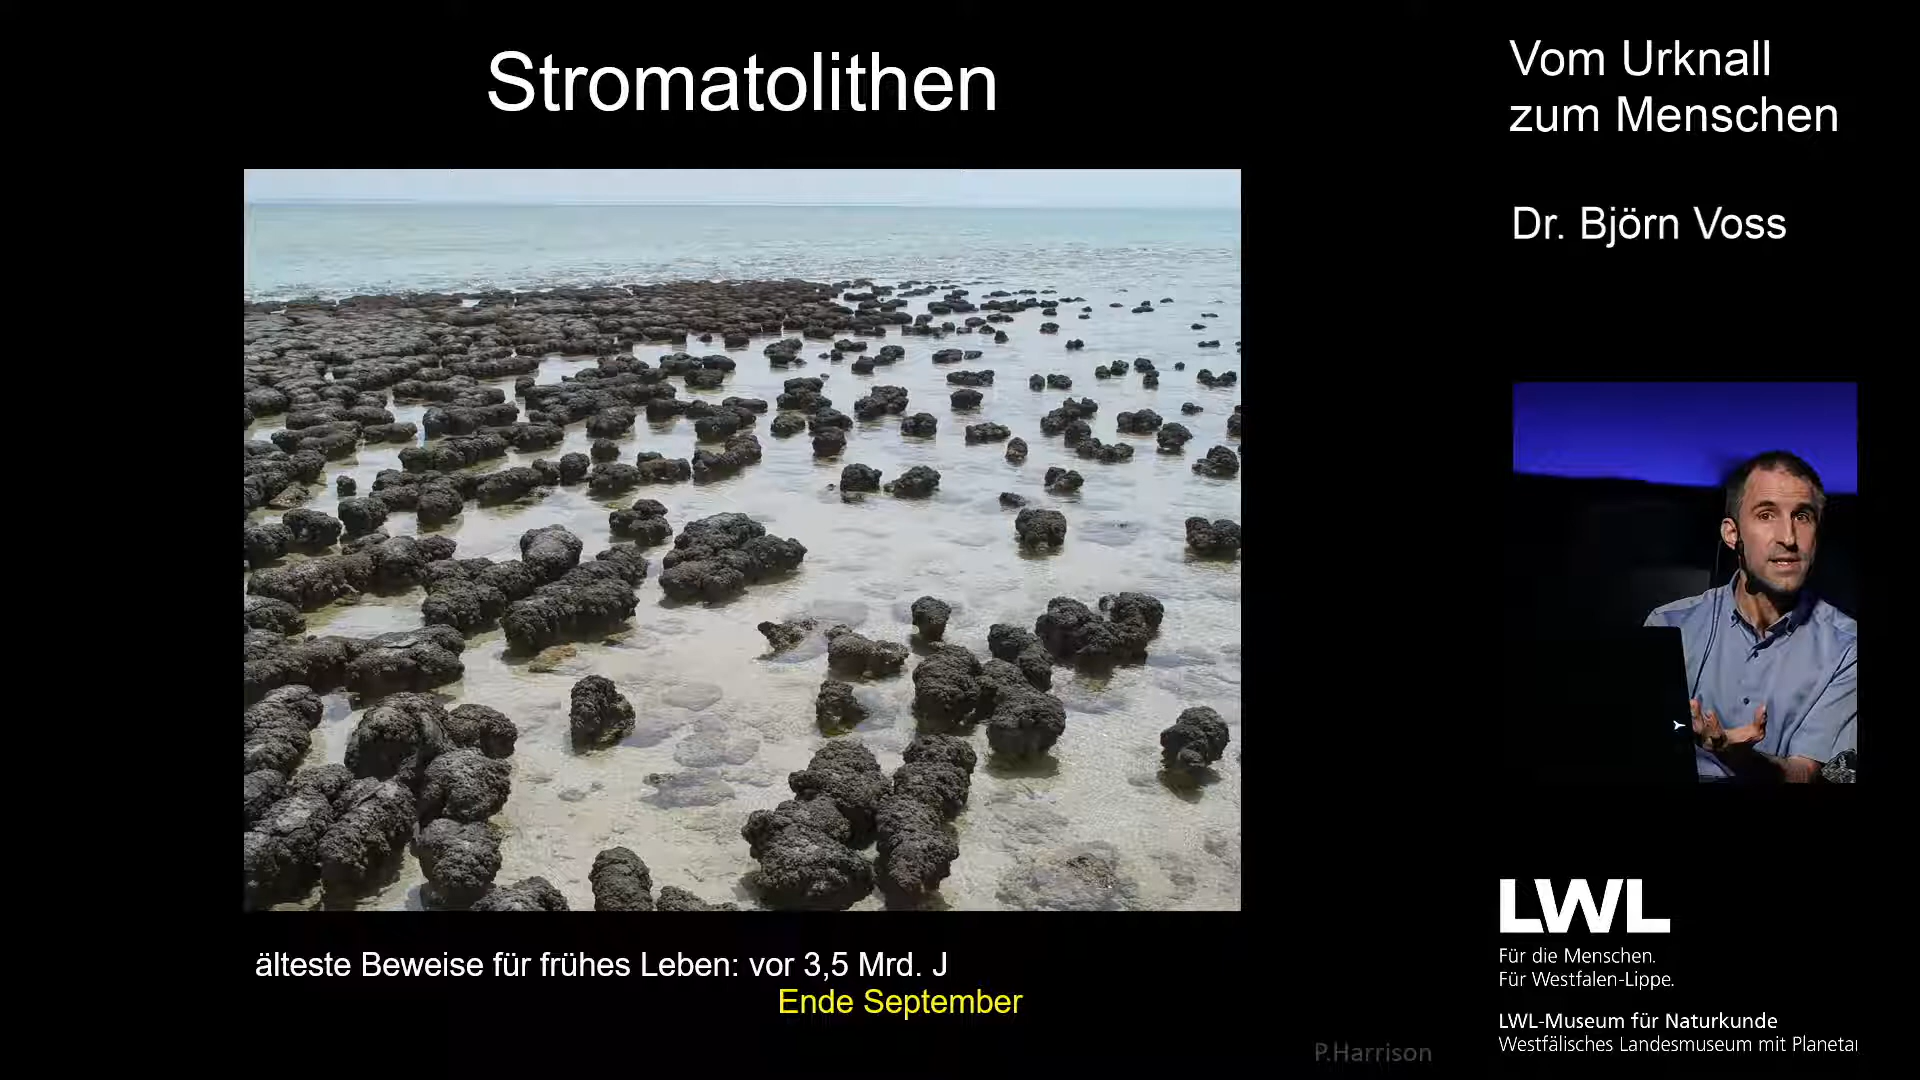 Stromatolithen
älteste Beweise für frühes Leben: vor 3,5 Mrd. J
Ende September
P.Harrison
Vom Urknall
zum Menschen
Dr. Björn Voss
LWL
Für die Menschen.
Für Westfalen-Lippe.
LWL-Museum für Naturkunde
Westfälisches Landesmuseum mit Planetar